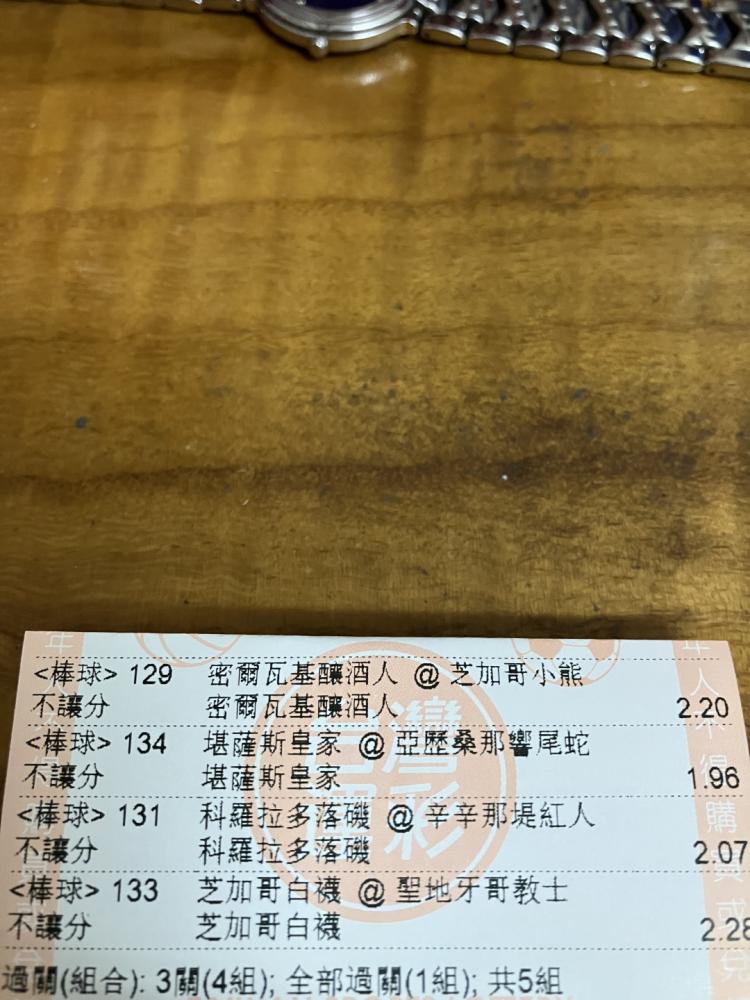 <棒球> 129 密爾瓦基釀酒人 @ 芝加哥小熊
不讓分 密爾瓦基釀酒人 2.20
<棒球> 134 堪薩斯皇家 @ 亞歷桑那響尾蛇
不讓分 堪薩斯皇家 1.96
<棒球> 131 科羅拉多落磯 @ 辛辛那堤紅人
不讓分 科羅拉多落磯 2.07
<棒球> 133 芝加哥白襪 @ 聖地牙哥教士
不讓分 芝加哥白襪 2.28
過關(組合): 3關(4組); 全部過關(1組); 共5組